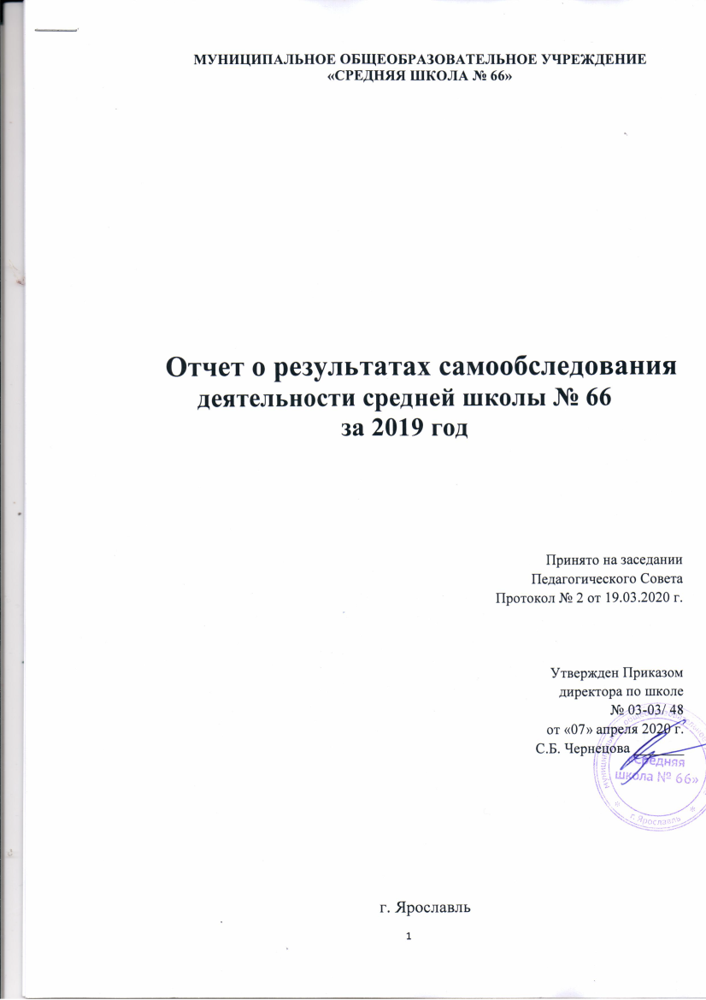 МУНИЦИПАЛЬНОЕ ОБЩЕОБРАЗОВАТЕЛЬНОЕ УЧРЕЖДЕНИЕ
«СРЕДНЯЯ ШКОЛА № 66»
Отчет о результатах самообследования
деятельности средней школы № 66
за 2019 год
Принято на заседании
Педагогического Совета
Протокол № 2 от 19.03.2020 г.
Утвержден Приказом
директора по школе
№ 03-03/ 48
от «07» апреля 2020 г.
С.Б. Чернецова
Средняя
школа № 66»
г. Ярославль
г. Ярославль
1